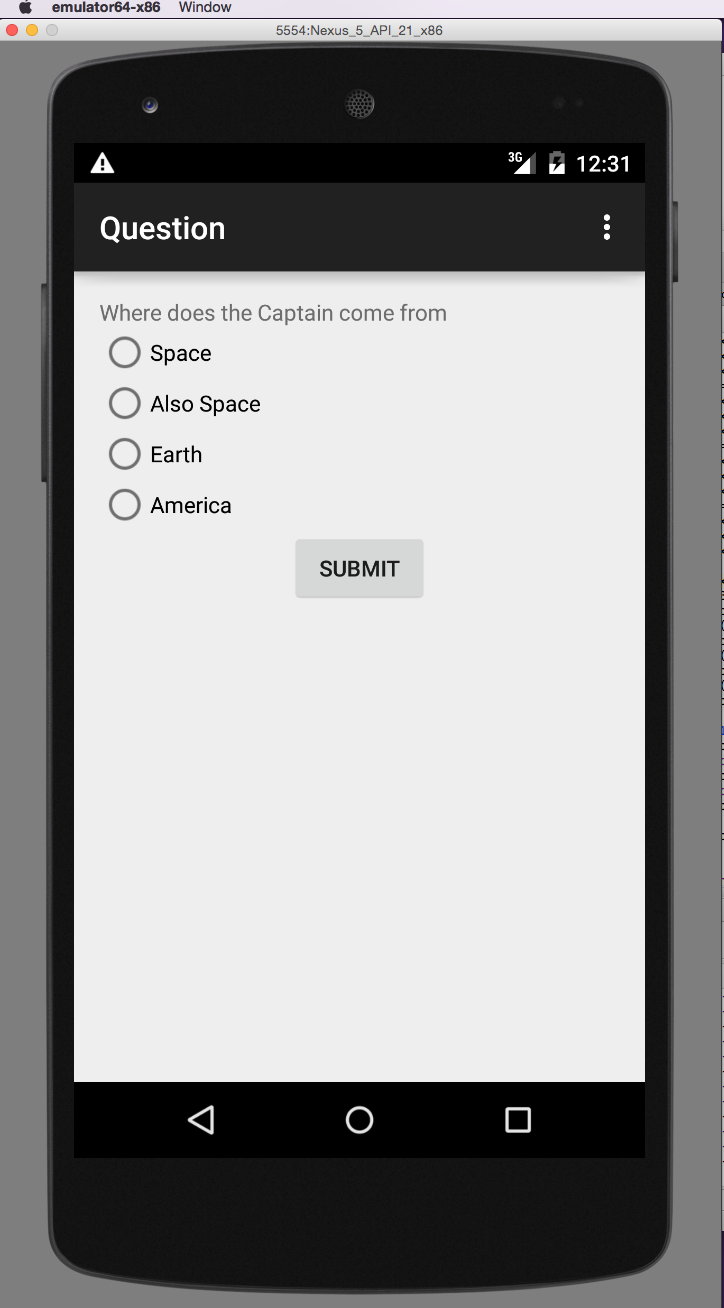 emulator64-x86 Window
5554:Nexus_5_API_21_x86
3G 12:31
Question
Where does the Captain come from
Space
Also Space
Earth
America
SUBMIT